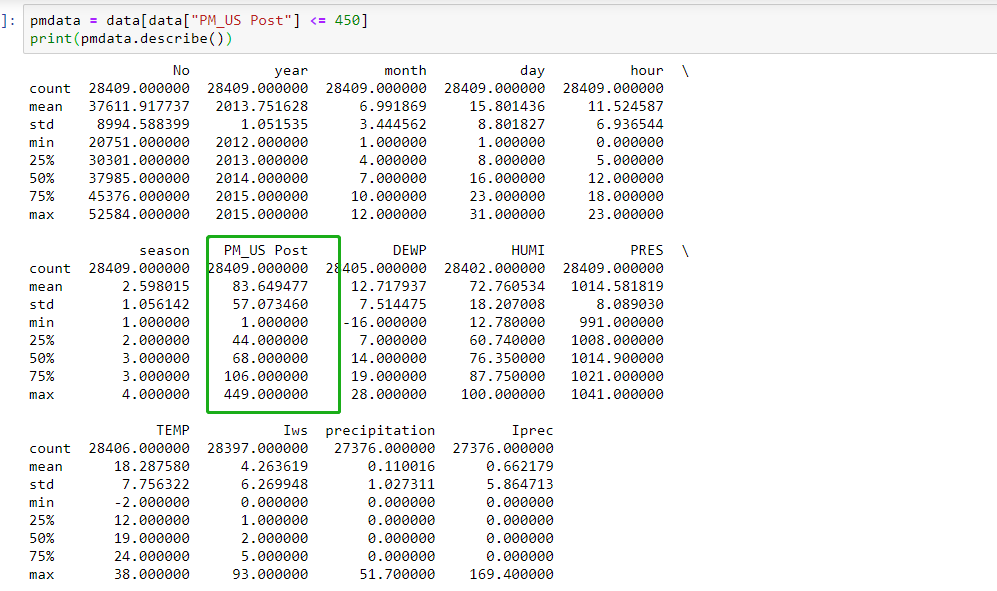 ]: pmdata = data[data["PM_US Post"] <= 450]
print(pmdata.describe())
No year month day hour \
count 28409.000000 28409.000000 28409.000000 28409.000000 28409.000000
mean 37611.917737 2013.751628 6.991869 15.801436 11.524587
std 8994.588399 1.051535 3.444562 8.801827 6.936544
min 20751.000000 2012.000000 1.000000 1.000000 0.000000
25% 30301.000000 2013.000000 4.000000 8.000000 5.000000
50% 37985.000000 2014.000000 7.000000 16.000000 12.000000
75% 45376.000000 2015.000000 10.000000 23.000000 18.000000
max 52584.000000 2015.000000 12.000000 31.000000 23.000000
season PM_US Post DEWP HUMI PRES \
count 28409.000000 28409.000000 28405.000000 28402.000000 28409.000000
mean 2.598015 83.649477 12.717937 72.760534 1014.581819
std 1.056142 57.073460 7.514475 18.207008 8.089030
min 1.000000 1.000000 -16.000000 12.780000 991.000000
25% 2.000000 44.000000 7.000000 60.740000 1008.000000
50% 3.000000 68.000000 14.000000 76.350000 1014.900000
75% 3.000000 106.000000 19.000000 87.750000 1021.000000
max 4.000000 449.000000 28.000000 100.000000 1041.000000
TEMP Iws precipitation Iprec
count 28406.000000 28397.000000 27376.000000 27376.000000
mean 18.287580 4.263619 0.110016 0.662179
std 7.756322 6.269948 1.027311 5.864713
min -2.000000 0.000000 0.000000 0.000000
25% 12.000000 1.000000 0.000000 0.000000
50% 19.000000 2.000000 0.000000 0.000000
75% 24.000000 5.000000 0.000000 0.000000
max 38.000000 93.000000 51.700000 169.400000